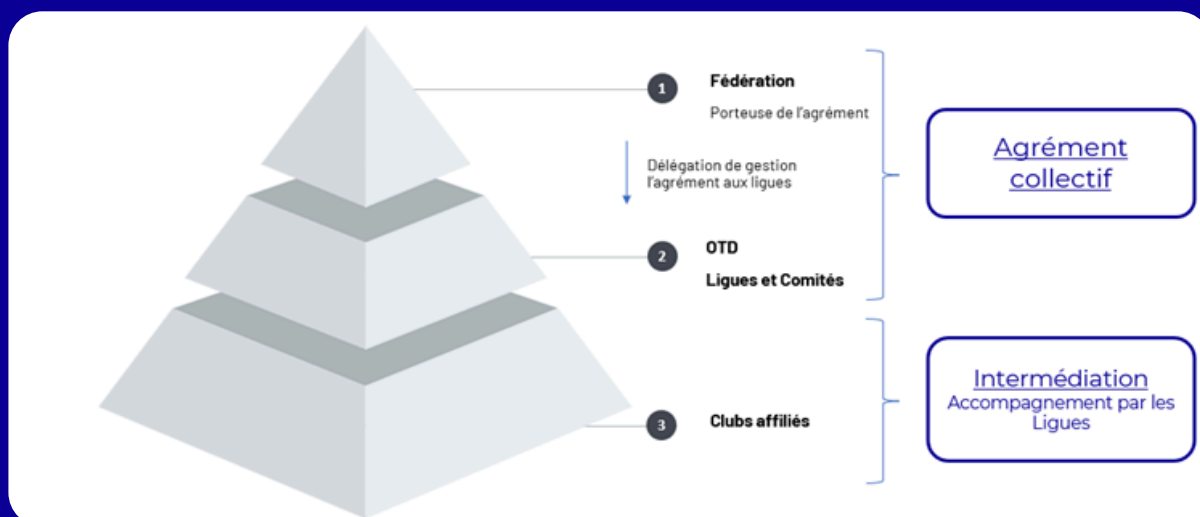 1
Fédération
Porteuse de l'agrément
Délégation de gestion
l'agrément aux ligues
2
OTD
Ligues et Comités
Agrément
collectif
3
Clubs affiliés
Intermédiation
Accompagnement par les
Ligues